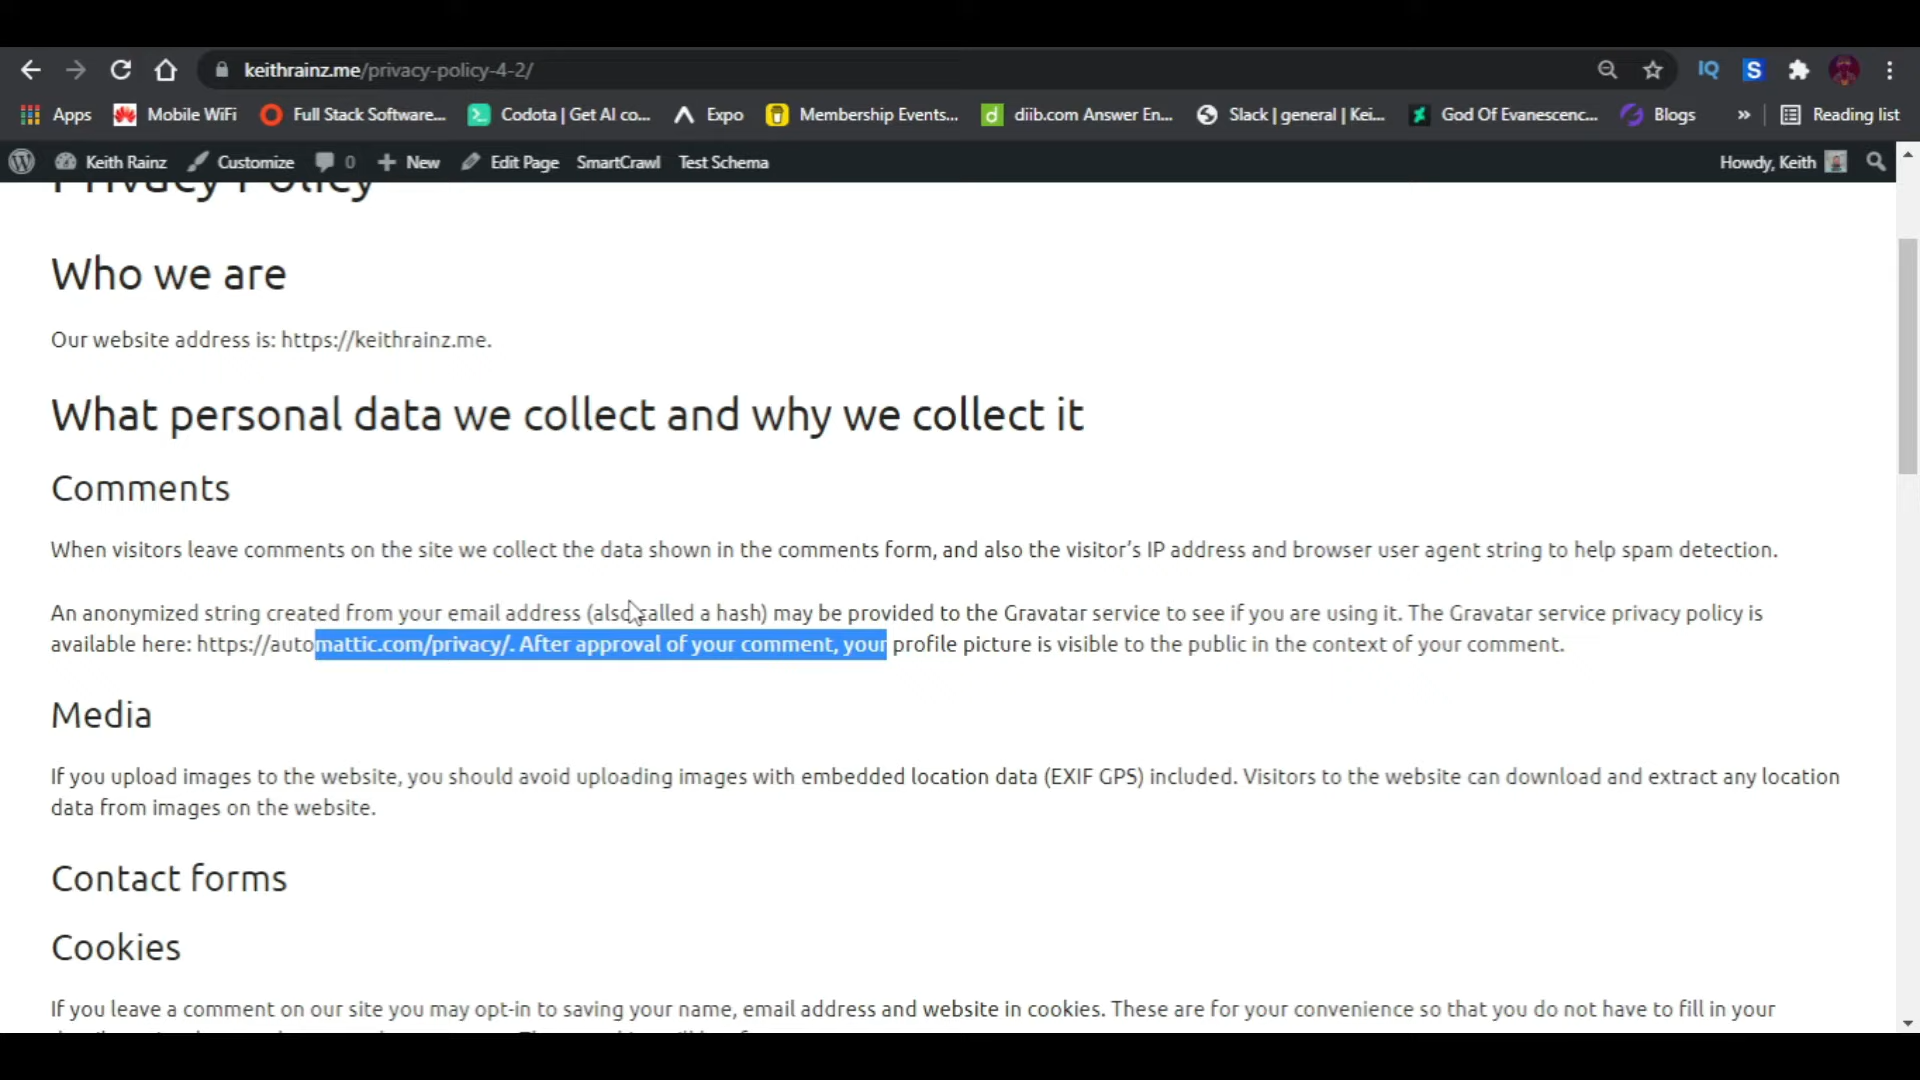 keithrainz.me/privacy-policy-4-2/
IQ S
Apps Mobile WiFi Full Stack Software... Codota | Get AI co... Expo Membership Events... diib.com Answer En... Slack | general | Kei... God Of Evanescenc... Blogs » Reading list
Keith Rainz Customize 0 New Edit Page SmartCrawl Test Schema Howdy, Keith
Privacy Policy
Who we are
Our website address is: https://keithrainz.me.
What personal data we collect and why we collect it
Comments
When visitors leave comments on the site we collect the data shown in the comments form, and also the visitor's IP address and browser user agent string to help spam detection.
An anonymized string created from your email address (also called a hash) may be provided to the Gravatar service to see if you are using it. The Gravatar service privacy policy is
available here: https://automattic.com/privacy/. After approval of your comment, your profile picture is visible to the public in the context of your comment.
Media
If you upload images to the website, you should avoid uploading images with embedded location data (EXIF GPS) included. Visitors to the website can download and extract any location
data from images on the website.
Contact forms
Cookies
If you leave a comment on our site you may opt-in to saving your name, email address and website in cookies. These are for your convenience so that you do not have to fill in your